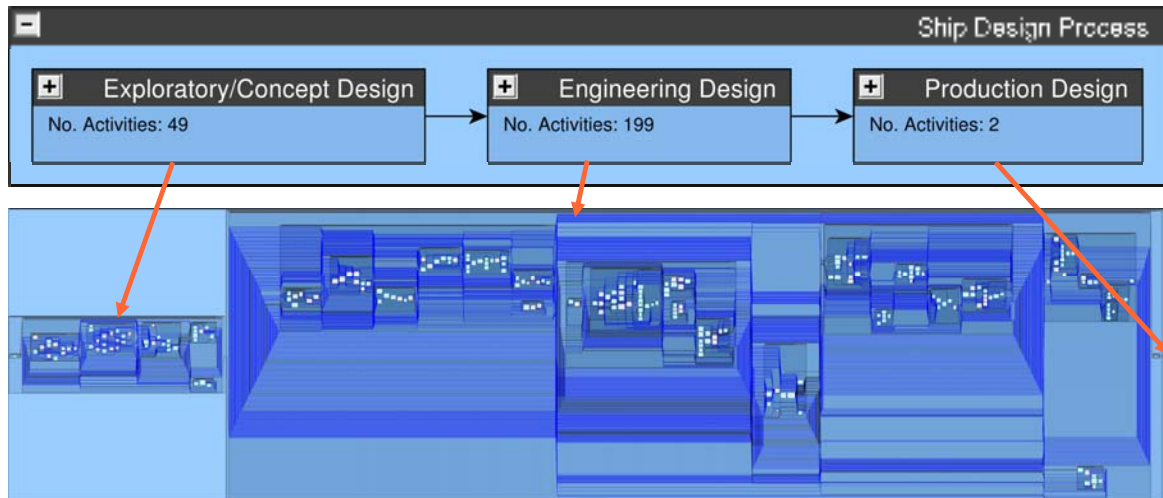 Ship Design Process
Exploratory/Concept Design
No. Activities: 49
Engineering Design
No. Activities: 199
Production Design
No. Activities: 2